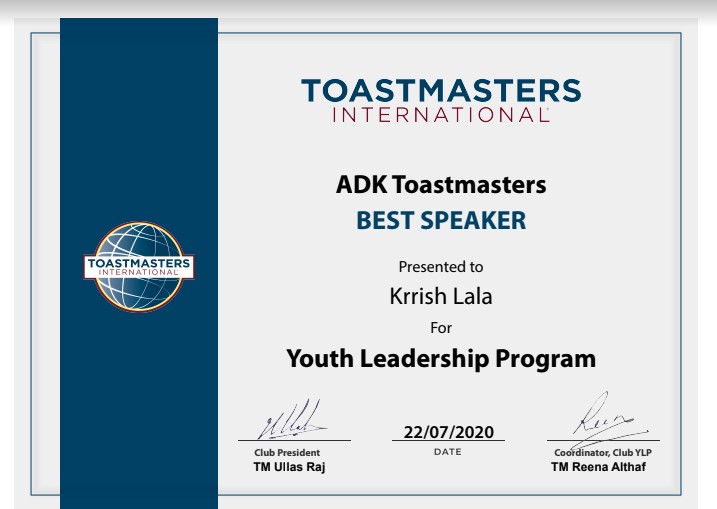 TOASTMASTERS
INTERNATIONAL
ADK Toastmasters
BEST SPEAKER
Presented to
Krrish Lala
For
Youth Leadership Program
TOASTMASTERS
INTERNATIONAL
22/07/2020
Club President
DATE
Coordinator, Club YLP
TM Ullas Raj
TM Reena Althaf